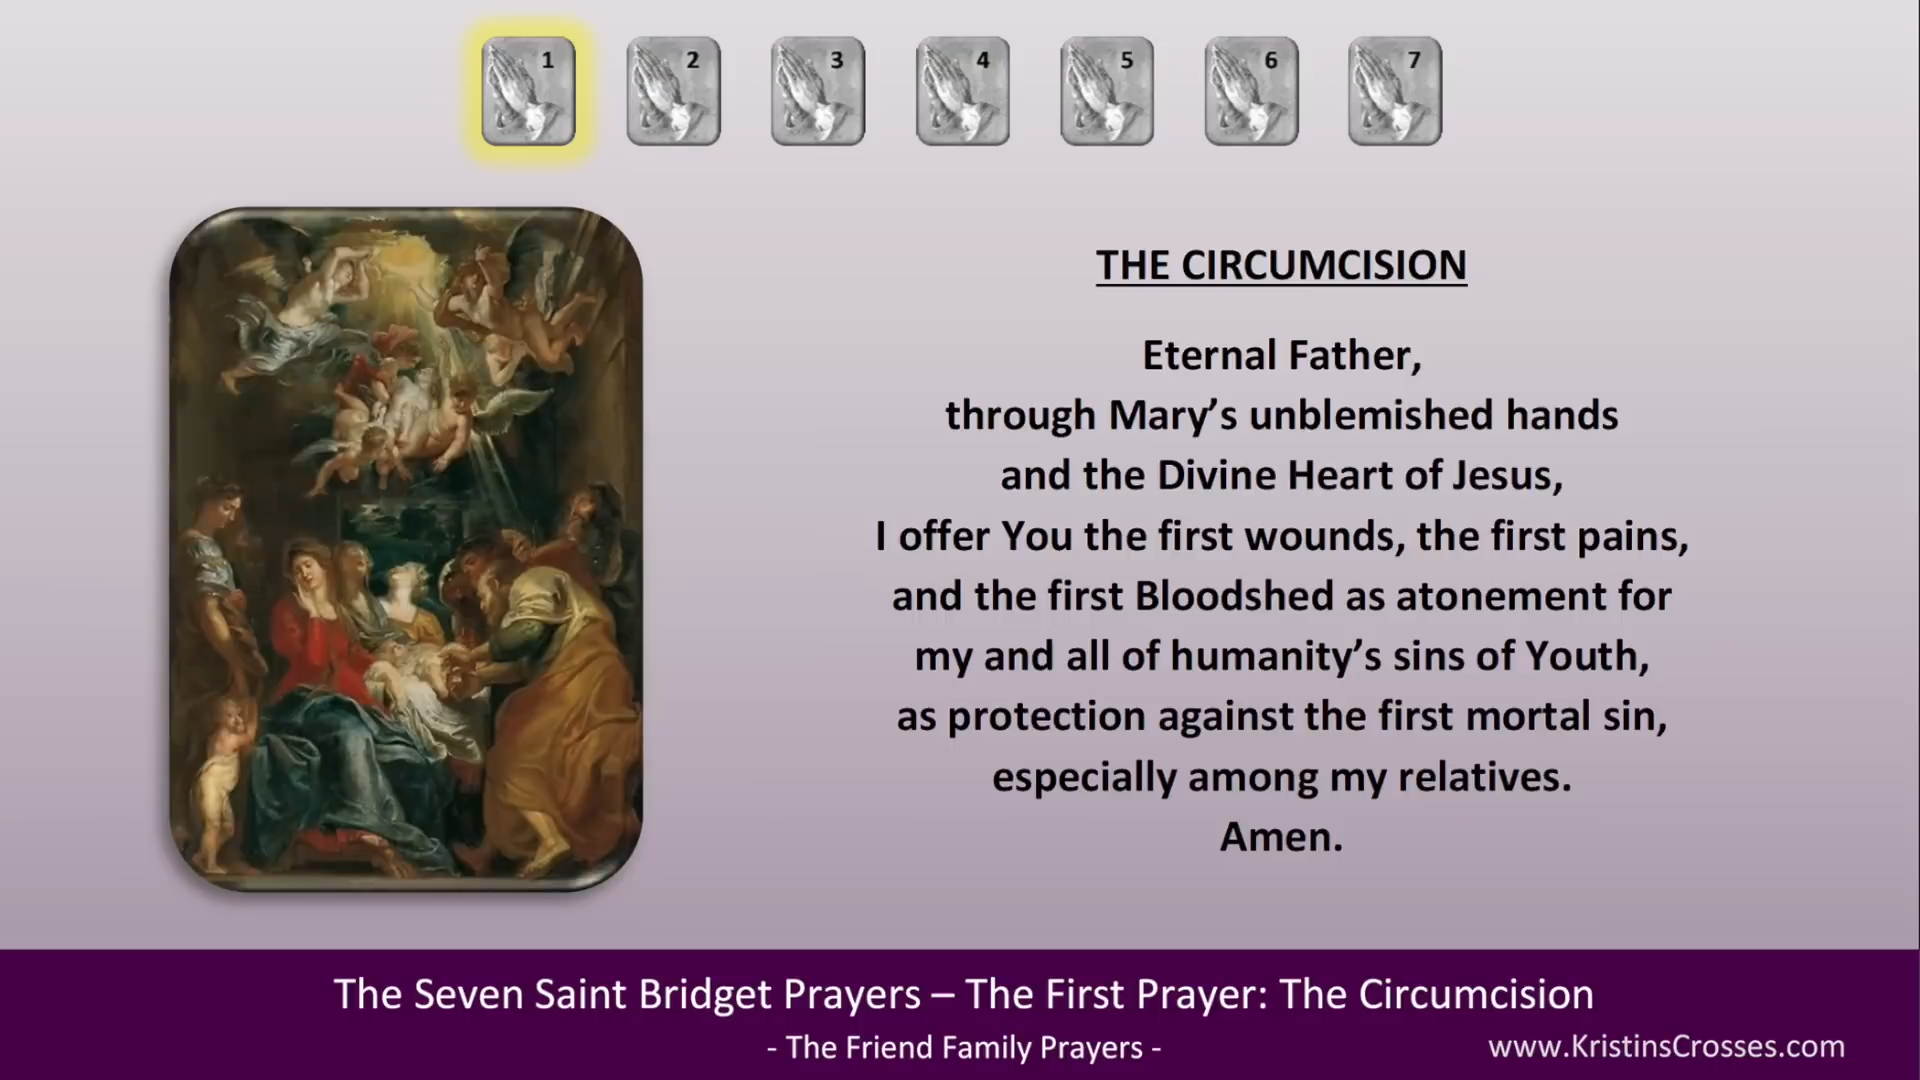 1
2
3
4
5
6
7
THE CIRCUMCISION
Eternal Father,
through Mary’s unblemished hands
and the Divine Heart of Jesus,
I offer You the first wounds, the first pains,
and the first Bloodshed as atonement for
my and all of humanity’s sins of Youth,
as protection against the first mortal sin,
especially among my relatives.
Amen.
The Seven Saint Bridget Prayers – The First Prayer: The Circumcision
- The Friend Family Prayers -
www.KristinsCrosses.com